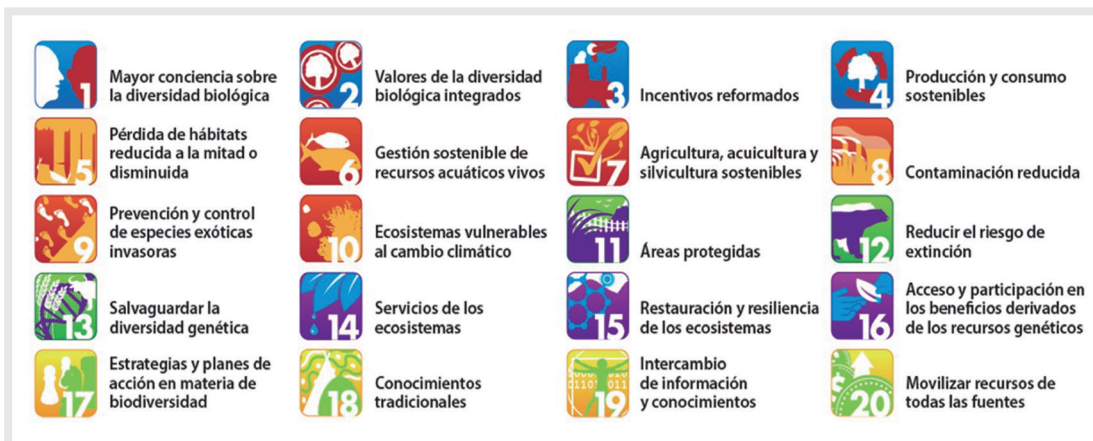 1
Mayor conciencia sobre
la diversidad biológica
2
Valores de la diversidad
biológica integrados
3
Incentivos reformados
4
Producción y consumo
sostenibles
5
Pérdida de hábitats
reducida a la mitad o
disminuida
6
Gestión sostenible de
recursos acuáticos vivos
7
Agricultura, acuicultura y
silvicultura sostenibles
8
Contaminación reducida
9
Prevención y control
de especies exóticas
invasoras
10
Ecosistemas vulnerables
al cambio climático
11
Áreas protegidas
12
Reducir el riesgo de
extinción
13
Salvaguardar la
diversidad genética
14
Servicios de los
ecosistemas
15
Restauración y resiliencia
de los ecosistemas
16
Acceso y participación en
los beneficios derivados
de los recursos genéticos
17
Estrategias y planes de
acción en materia de
biodiversidad
18
Conocimientos
tradicionales
19
Intercambio
de información
y conocimientos
20
Movilizar recursos de
todas las fuentes